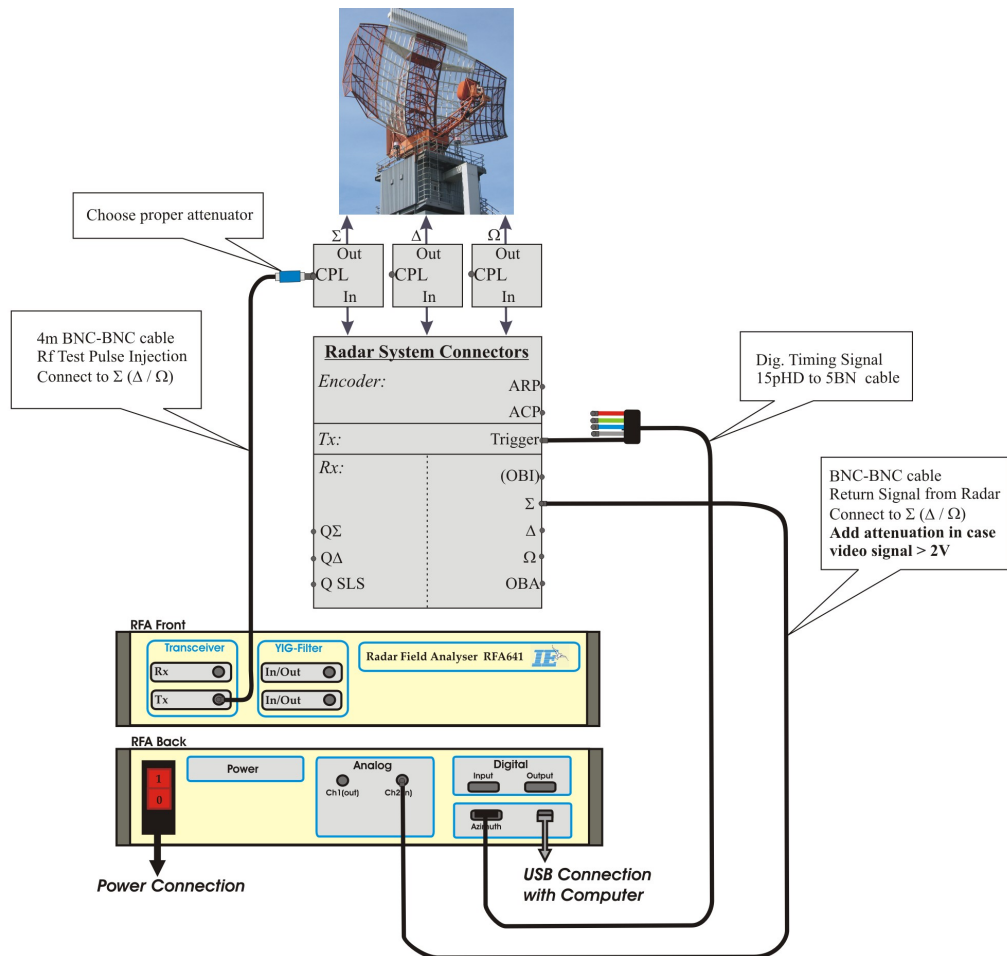 Choose proper attenuator
Σ
Δ
Ω
Out
Out
Out
CPL
CPL
CPL
In
In
In
4m BNC-BNC cable
Rf Test Pulse Injection
Connect to Σ (Δ / Ω)
Radar System Connectors
Encoder:
ARP
ACP
Tx:
Trigger
Rx:
(OBI)
Σ
QΣ
Δ
QΔ
Ω
Q SLS
OBA
Dig. Timing Signal
15pHD to 5BN cable
BNC-BNC cable
Return Signal from Radar
Connect to Σ (Δ / Ω)
Add attenuation in case
video signal > 2V
RFA Front
Transceiver
YIG-Filter
Radar Field Analyser RFA641
IE
Rx
In/Out
Tx
In/Out
RFA Back
Power
Analog
Digital
Input
Output
1
0
Ch1(out)
Ch2(in)
Azimuth
Power Connection
USB Connection
with Computer